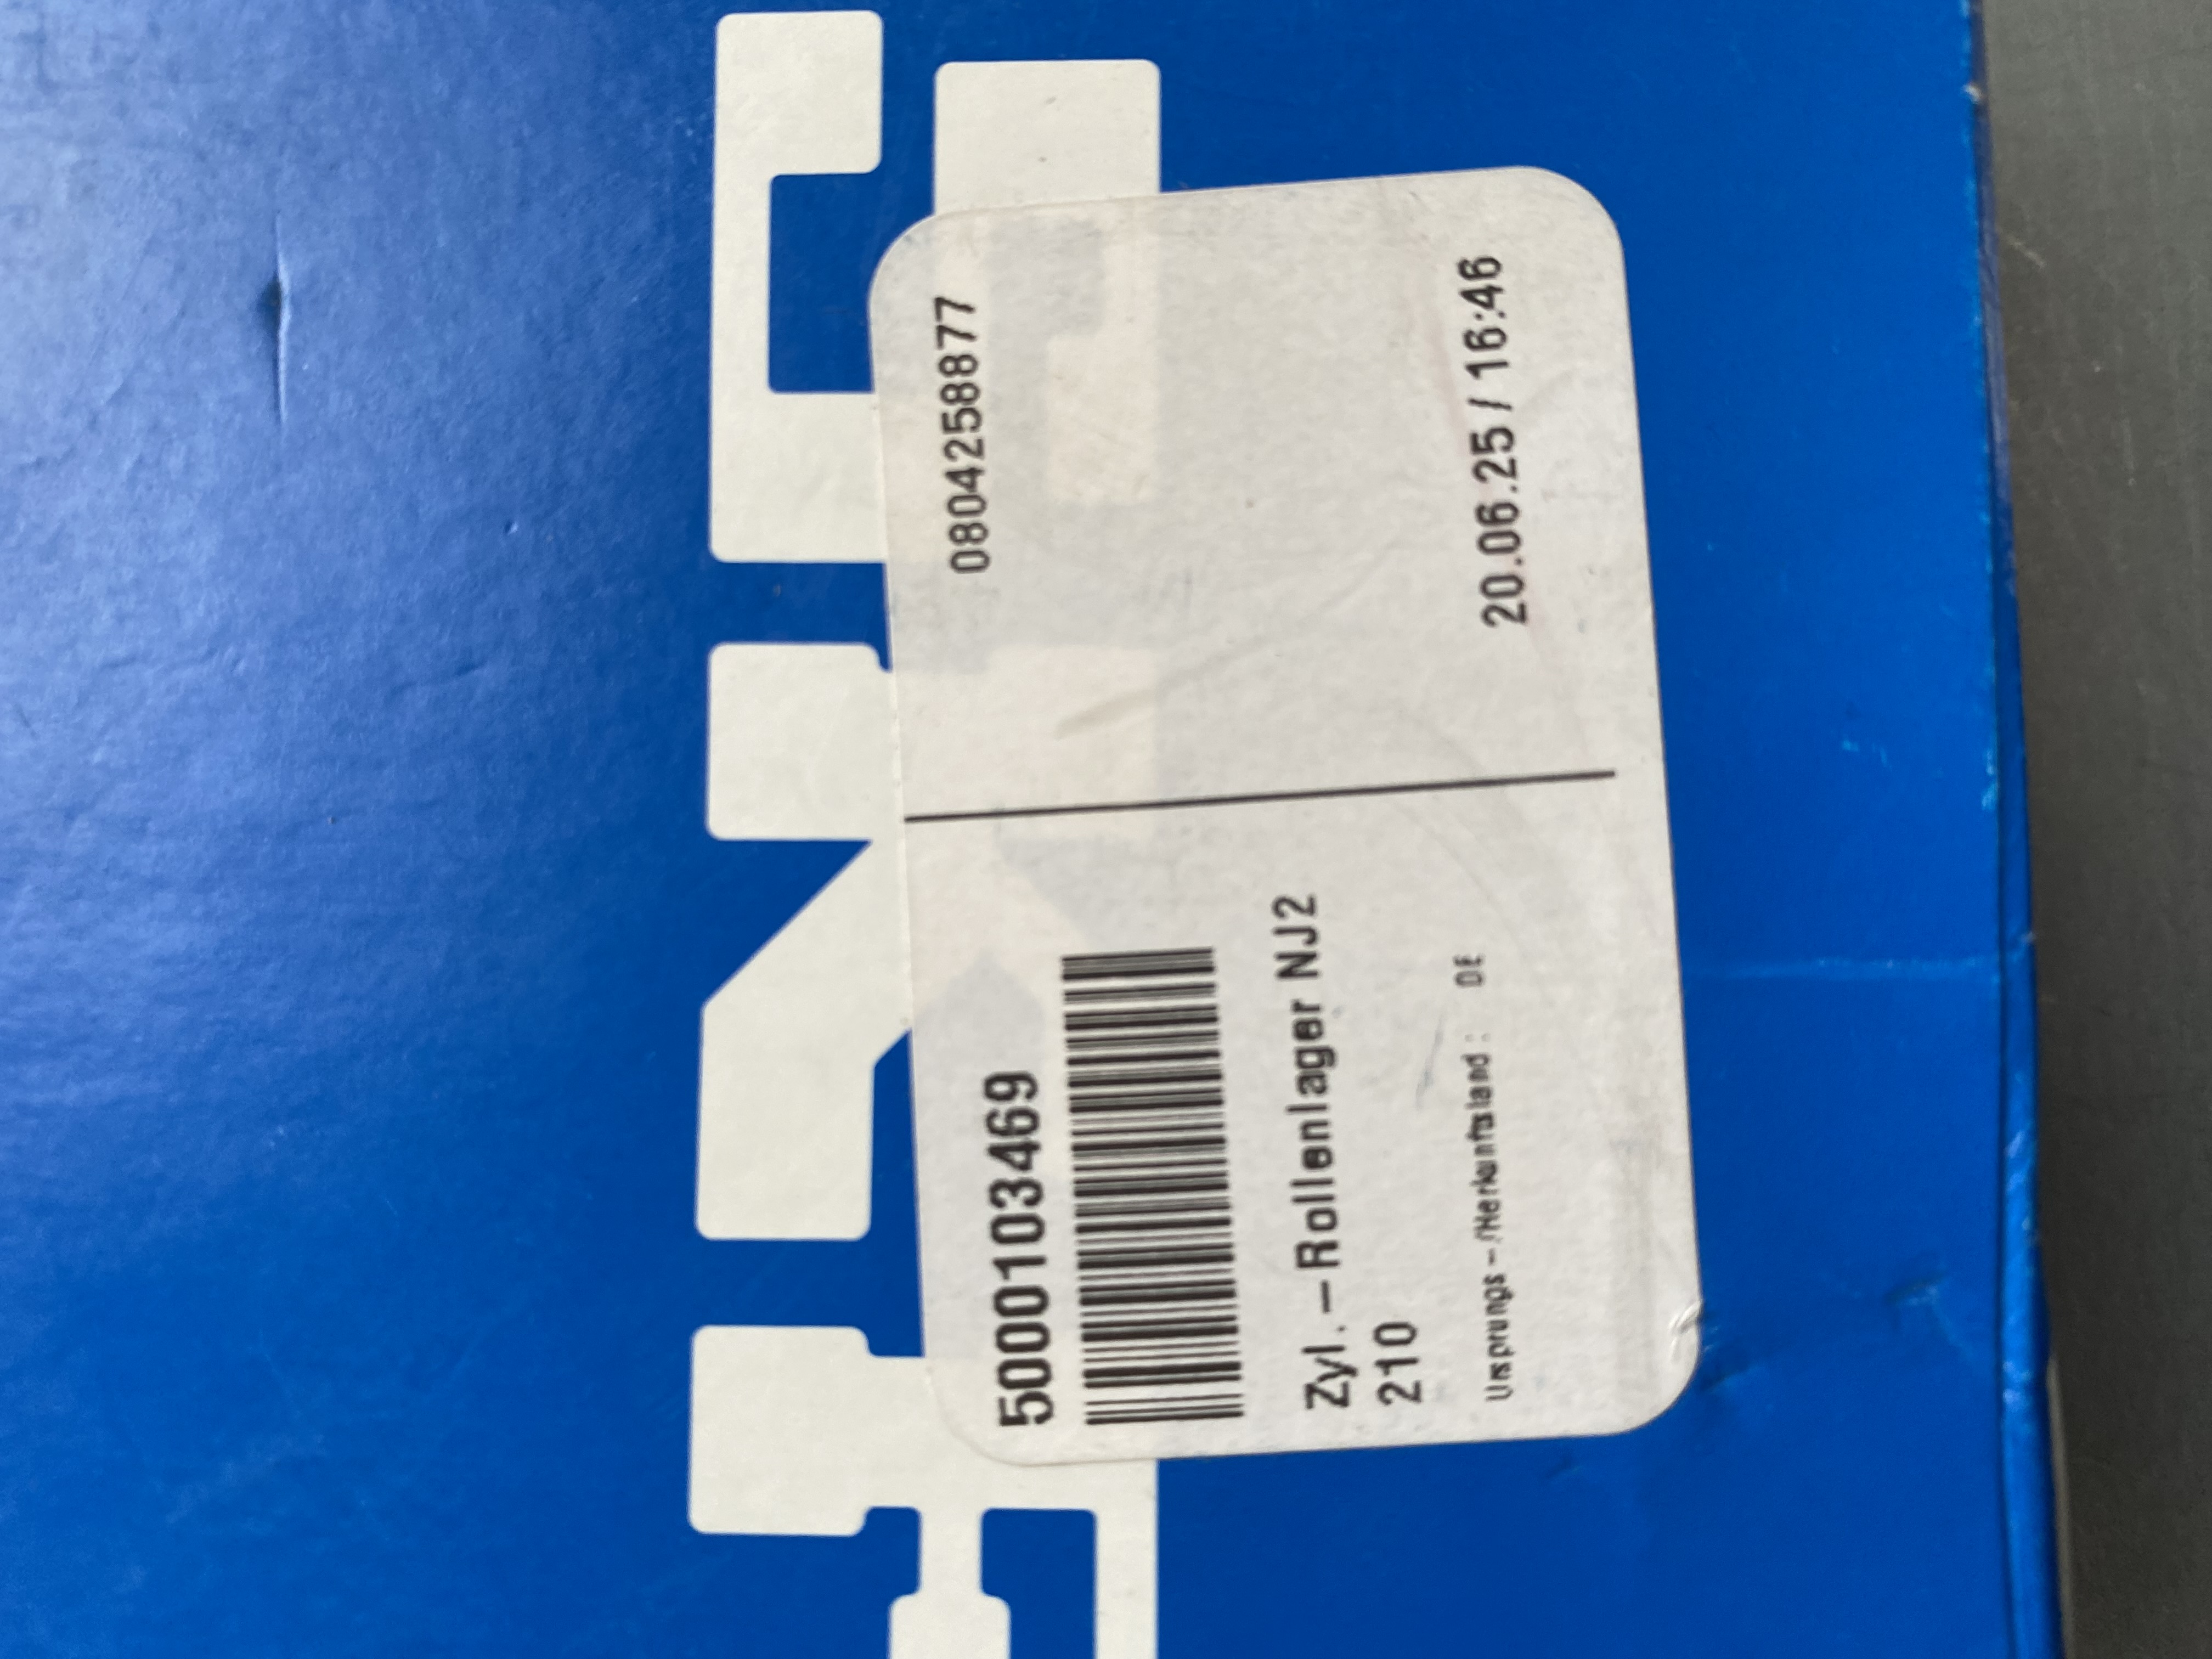 5000103469
0804258877
Zyl.-Rollenlager NJ2
210
Ursprungs-/Herkunftsland: DE
20.06.25 / 16:46